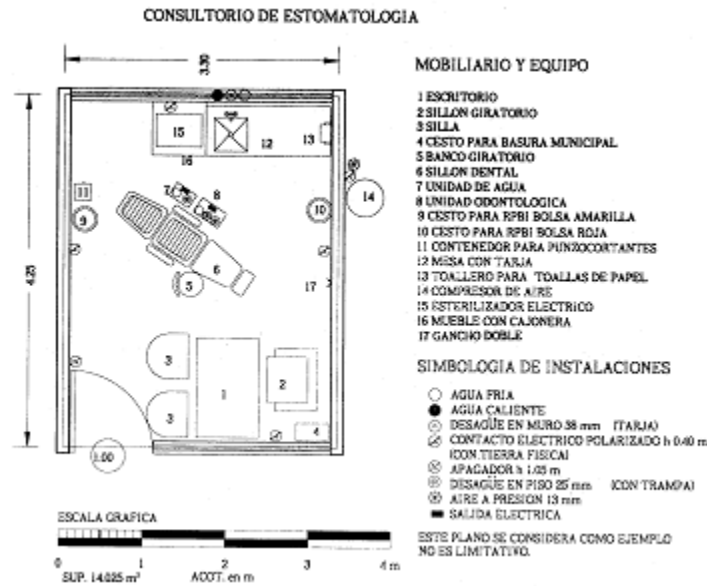 CONSULTORIO DE ESTOMATOLOGIA
3.30
MOBILIARIO Y EQUIPO
1 ESCRITORIO
2 SILLON GIRATORIO
3 SILLA
4 CESTO PARA BASURA MUNICIPAL
5 BANCO GIRATORIO
6 SILLON DENTAL
7 UNIDAD DE AGUA
8 UNIDAD ODONTOLOGICA
9 CESTO PARA RPBI BOLSA AMARILLA
10 CESTO PARA RPBI BOLSA ROJA
11 CONTENEDOR PARA PUNZOCORTANTES
12 MESA CON TARJA
13 TOALLERO PARA TOALLAS DE PAPEL
14 COMPRESOR DE AIRE
15 ESTERILIZADOR ELECTRICO
16 MUEBLE CON CAJONERA
17 GANCHO DOBLE
SIMBOLOGIA DE INSTALACIONES
AGUA FRIA
AGUA CALIENTE
DESAGÜE EN MURO 38 mm (TARJA)
CONTACTO ELECTRICO POLARIZADO h 0.40 m
(CON TIERRA FISICA)
APAGADOR h 1.05 m
DESAGÜE EN PISO 25 mm (CON TRAMPA)
AIRE A PRESION 13 mm
SALIDA ELECTRICA
ESTE PLANO SE CONSIDERA COMO EJEMPLO
NO ES LIMITATIVO.
15
12
13
16
14
11
7
8
9
10
6
5
17
4.25
3
1
2
3
4
1.00
ESCALA GRAFICA
0 1 2 3 4 m
SUP. 14.025 m²
ACOT. en m